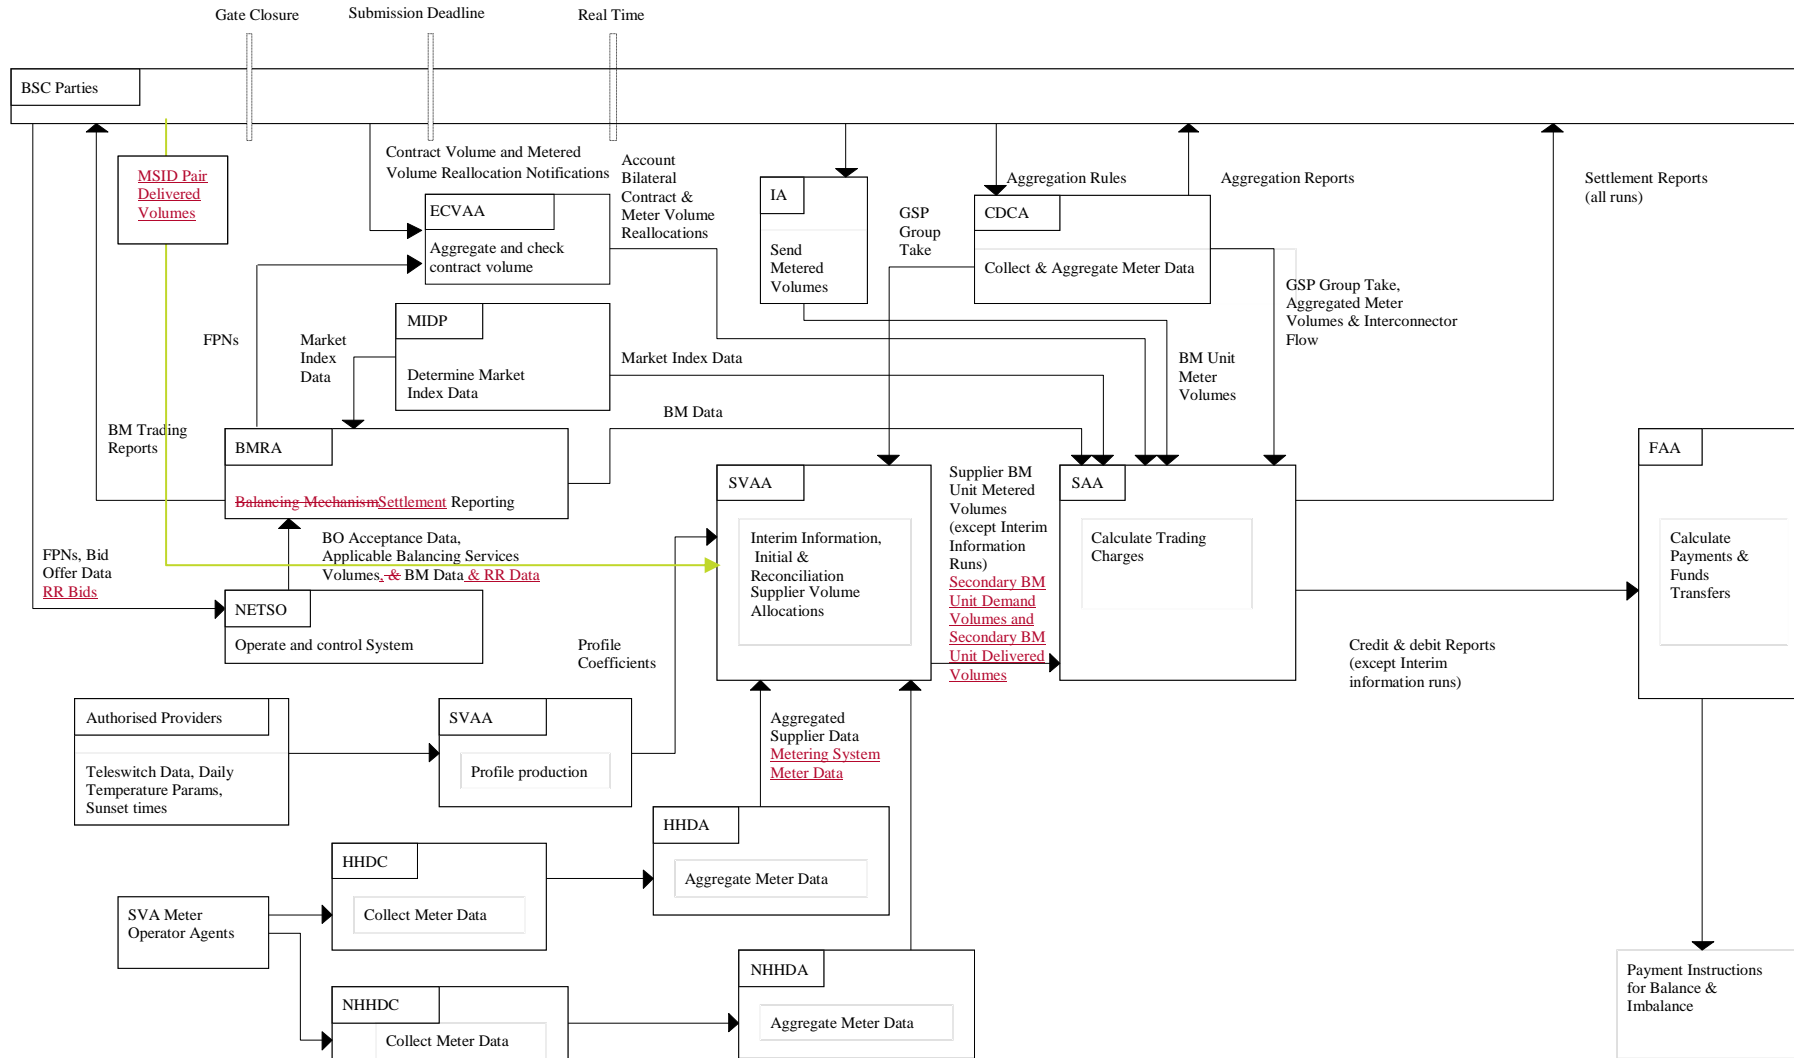 Gate Closure
Submission Deadline
Real Time
BSC Parties
MSID Pair
Delivered
Volumes
Contract Volume and Metered
Volume Reallocation Notifications
ECVAA
Aggregate and check
contract volume
Account
Bilateral
Contract &
Meter Volume
Reallocations
IA
Send
Metered
Volumes
GSP
Group
Take
Aggregation Rules
CDCA
Collect & Aggregate Meter Data
Aggregation Reports
GSP Group Take,
Aggregated Meter
Volumes & Interconnector
Flow
Settlement Reports
(all runs)
FPNs
Market
Index
Data
MIDP
Determine Market
Index Data
Market Index Data
BM Data
BM Unit
Meter
Volumes
BM Trading
Reports
BMRA
Balancing MechanismSettlement Reporting
FPNs, Bid
Offer Data
RR Bids
BO Acceptance Data,
Applicable Balancing Services
Volumes, & BM Data & RR Data
NETSO
Operate and control System
Profile
Coefficients
SVAA
Interim Information,
Initial &
Reconciliation
Supplier Volume
Allocations
Supplier BM
Unit Metered
Volumes
(except Interim
Information
Runs)
Secondary BM
Unit Demand
Volumes and
Secondary BM
Unit Delivered
Volumes
SAA
Calculate Trading
Charges
FAA
Calculate
Payments &
Funds
Transfers
Credit & debit Reports
(except Interim
information runs)
Authorised Providers
Teleswitch Data, Daily
Temperature Params,
Sunset times
SVAA
Profile production
Aggregated
Supplier Data
Metering System
Meter Data
HHDA
Aggregate Meter Data
HHDC
Collect Meter Data
SVA Meter
Operator Agents
NHHDA
Aggregate Meter Data
NHHDC
Collect Meter Data
Payment Instructions
for Balance &
Imbalance